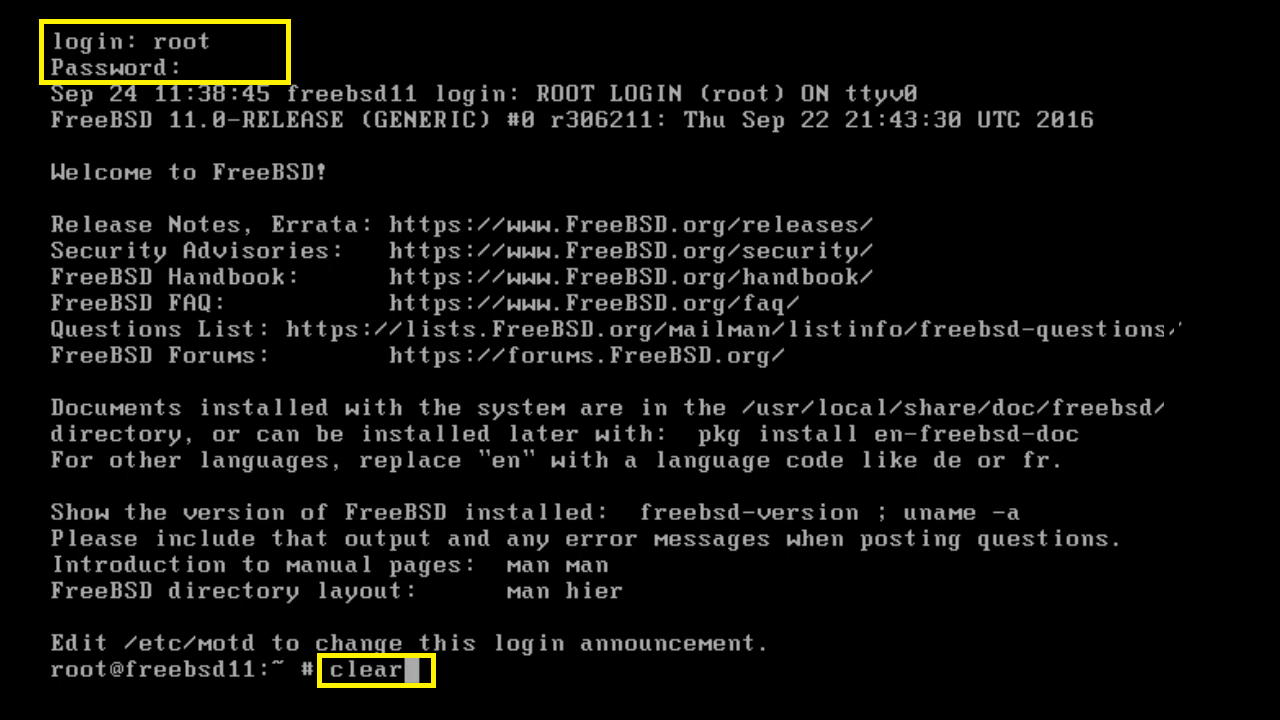 login: root
Password:
Sep 24 11:38:45 freebsd11 login: ROOT LOGIN (root) ON ttyv0
FreeBSD 11.0-RELEASE (GENERIC) #0 r306211: Thu Sep 22 21:43:30 UTC 2016
Welcome to FreeBSD!
Release Notes, Errata: https://www.FreeBSD.org/releases/
Security Advisories:   https://www.FreeBSD.org/security/
FreeBSD Handbook:      https://www.FreeBSD.org/handbook/
FreeBSD FAQ:           https://www.FreeBSD.org/faq/
Questions List: https://lists.FreeBSD.org/mailman/listinfo/freebsd-questions/
FreeBSD Forums:        https://forums.FreeBSD.org/
Documents installed with the system are in the /usr/local/share/doc/freebsd/
directory, or can be installed later with:  pkg install en-freebsd-doc
For other languages, replace "en" with a language code like de or fr.
Show the version of FreeBSD installed:  freebsd-version ; uname -a
Please include that output and any error messages when posting questions.
Introduction to manual pages:  man man
FreeBSD directory layout:      man hier
Edit /etc/motd to change this login announcement.
root@freebsd11:~ # clear